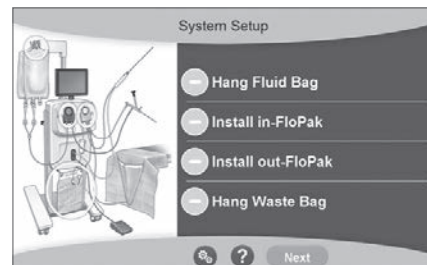 System Setup
Hang Fluid Bag
Install in-FloPak
Install out-FloPak
Hang Waste Bag
?
Next